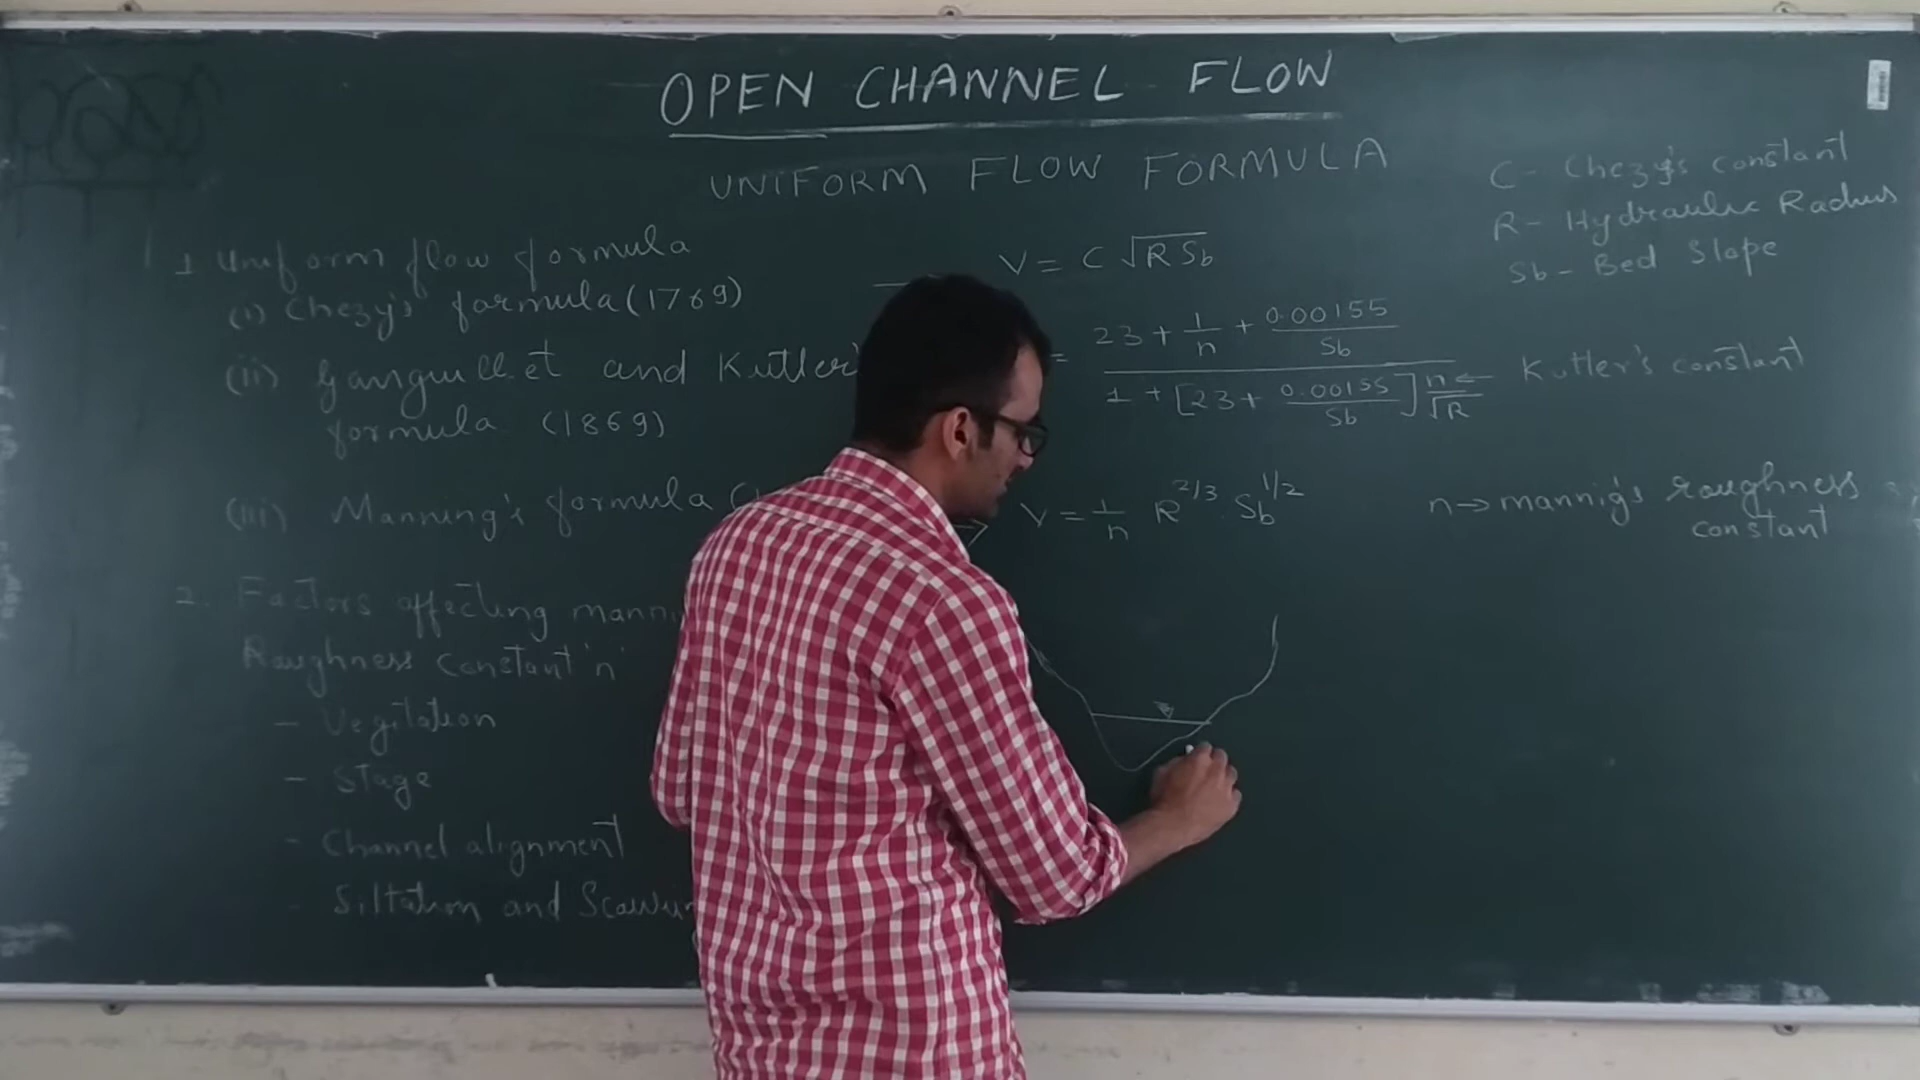 OPEN CHANNEL FLOW
UNIFORM FLOW FORMULA
C - Chezy's constant
R - Hydraulic Radius
Sb - Bed Slope
1 Uniform flow formula
(i) Chezy's formula (1769)
V = C √R Sb
(ii) Ganguillet and Kutter'
formula (1869)
= 23 + 1/n + 0.00155/Sb
1 + [23 + 0.00155/Sb] n/√R ← Kutter's constant
(iii) Manning's formula (
→ V = 1/n R^2/3 . Sb^1/2
n → mannig's roughness
constant
2. Factors affecting manni
Roughness Constant 'n'
- Vegitation
- Stage
- Channel alignment
- Siltation and Scourin